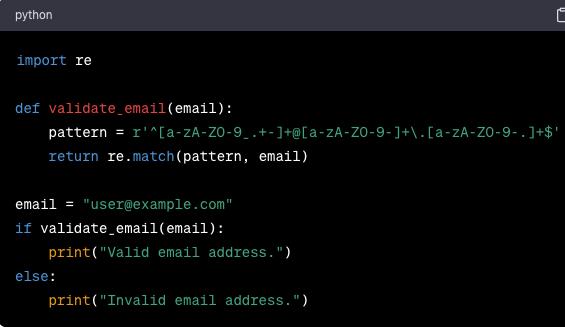 python
import re
def validate_email(email):
pattern = r'^[a-zA-Z0-9_.+-]+@[a-zA-Z0-9-]+\.[a-zA-Z0-9-.]+$'
return re.match(pattern, email)
email = "user@example.com"
if validate_email(email):
print("Valid email address.")
else:
print("Invalid email address.")